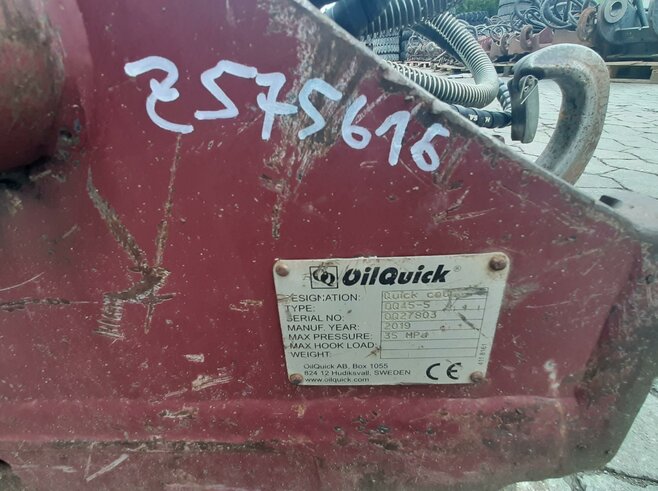 Z575616
OilQuick®
DESIGNATION: Quick coupler
TYPE: OQ45-5
SERIAL NO: OQ27803
MANUF. YEAR: 2019
MAX PRESSURE: 35 MPa
MAX HOOK LOAD:
WEIGHT:
OilQuick AB, Box 1055
824 12 Hudiksvall, SWEDEN
www.oilquick.com
CE